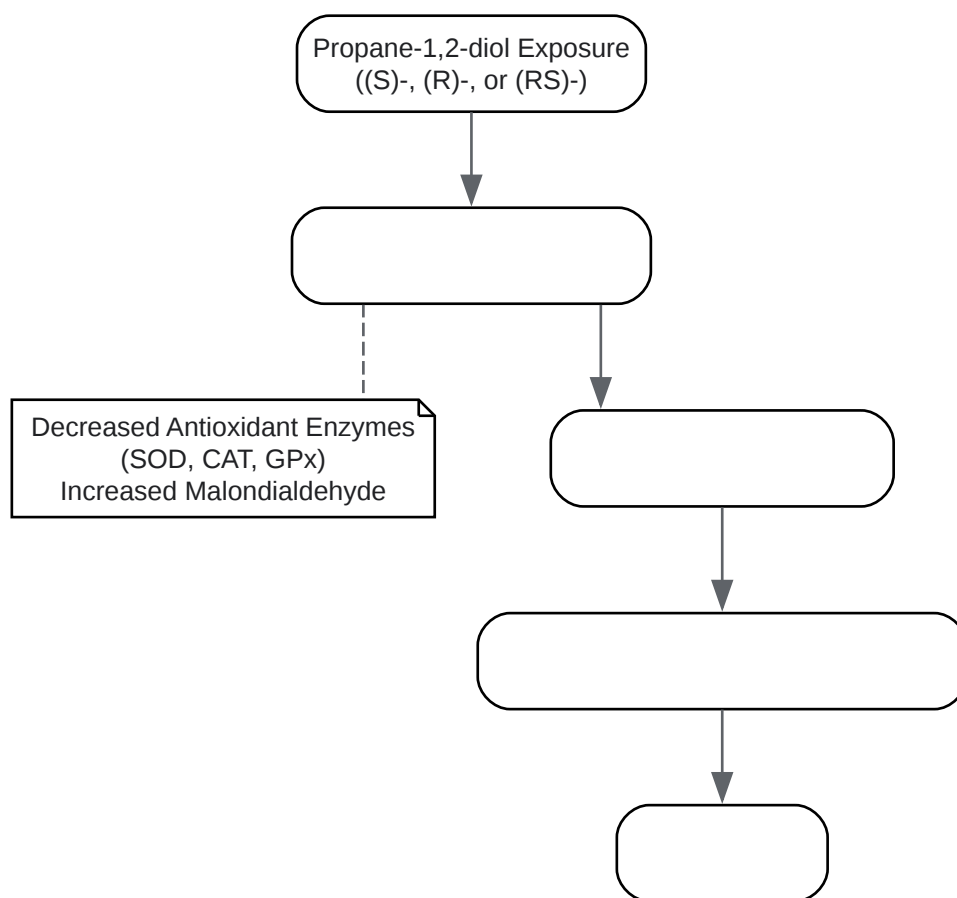 Propane-1,2-diol Exposure
((S)-, (R)-, or (RS)-)
Decreased Antioxidant Enzymes
(SOD, CAT, GPx)
Increased Malondialdehyde